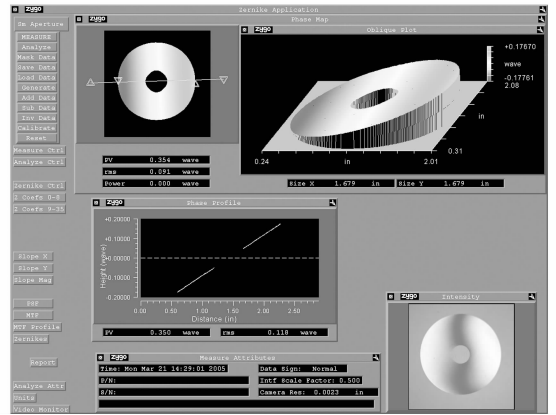 zygo Zernike Application
Sm Aperture
MEASURE
Analyze
Mask Data
Save Data
Load Data
Generate
Add Data
Sub Data
Inv Data
Calibrate
Reset
Measure Ctrl
Analyze Ctrl
Zernike Ctrl
Z Coefs 0-8
Z Coefs 9-35
Slope X
Slope Y
Slope Mag
PSF
MTF
MTF Profile
Zernikes
Report
Analyze Attr
Units
Video Monitor
zygo Phase Map
PV 0.354 wave
rms 0.091 wave
Power 0.000 wave
zygo Oblique Plot
+0.17670
wave
-0.17761
2.08
in
0.31
0.24 in 2.01
Size X 1.679 in Size Y 1.679 in
zygo Phase Profile
+0.20000
+0.10000
0.00000
-0.10000
-0.20000
Height (wave)
0.00 0.50 1.00 1.50 2.00 2.50
Distance (in)
PV 0.350 wave rms 0.118 wave
zygo Measure Attributes
Time: Mon Mar 21 14:29:01 2005 Data Sign: Normal
P/N: Intf Scale Factor: 0.500
S/N: Camera Res: 0.0023 in
zygo Intensity